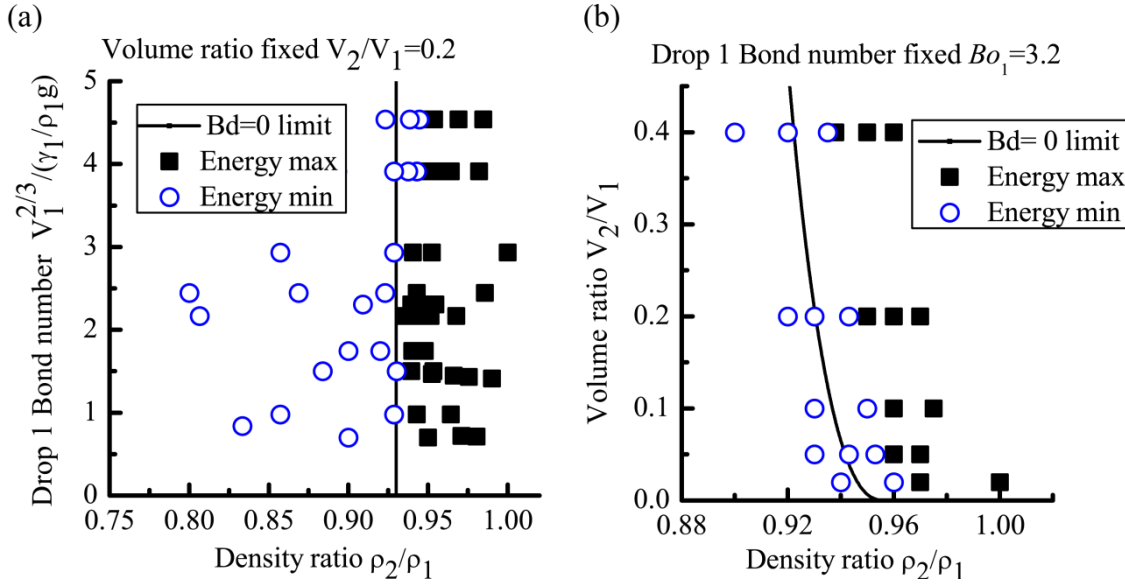 (a)
Volume ratio fixed V2/V1=0.2
Bd=0 limit
Energy max
Energy min
Drop 1 Bond number V1^2/3/(γ1/ρ1g)
5
4
3
2
1
0
0.75 0.80 0.85 0.90 0.95 1.00
Density ratio ρ2/ρ1
(b)
Drop 1 Bond number fixed Bo1=3.2
Bd= 0 limit
Energy max
Energy min
Volume ratio V2/V1
0.4
0.3
0.2
0.1
0.0
0.88 0.92 0.96 1.00
Density ratio ρ2/ρ1